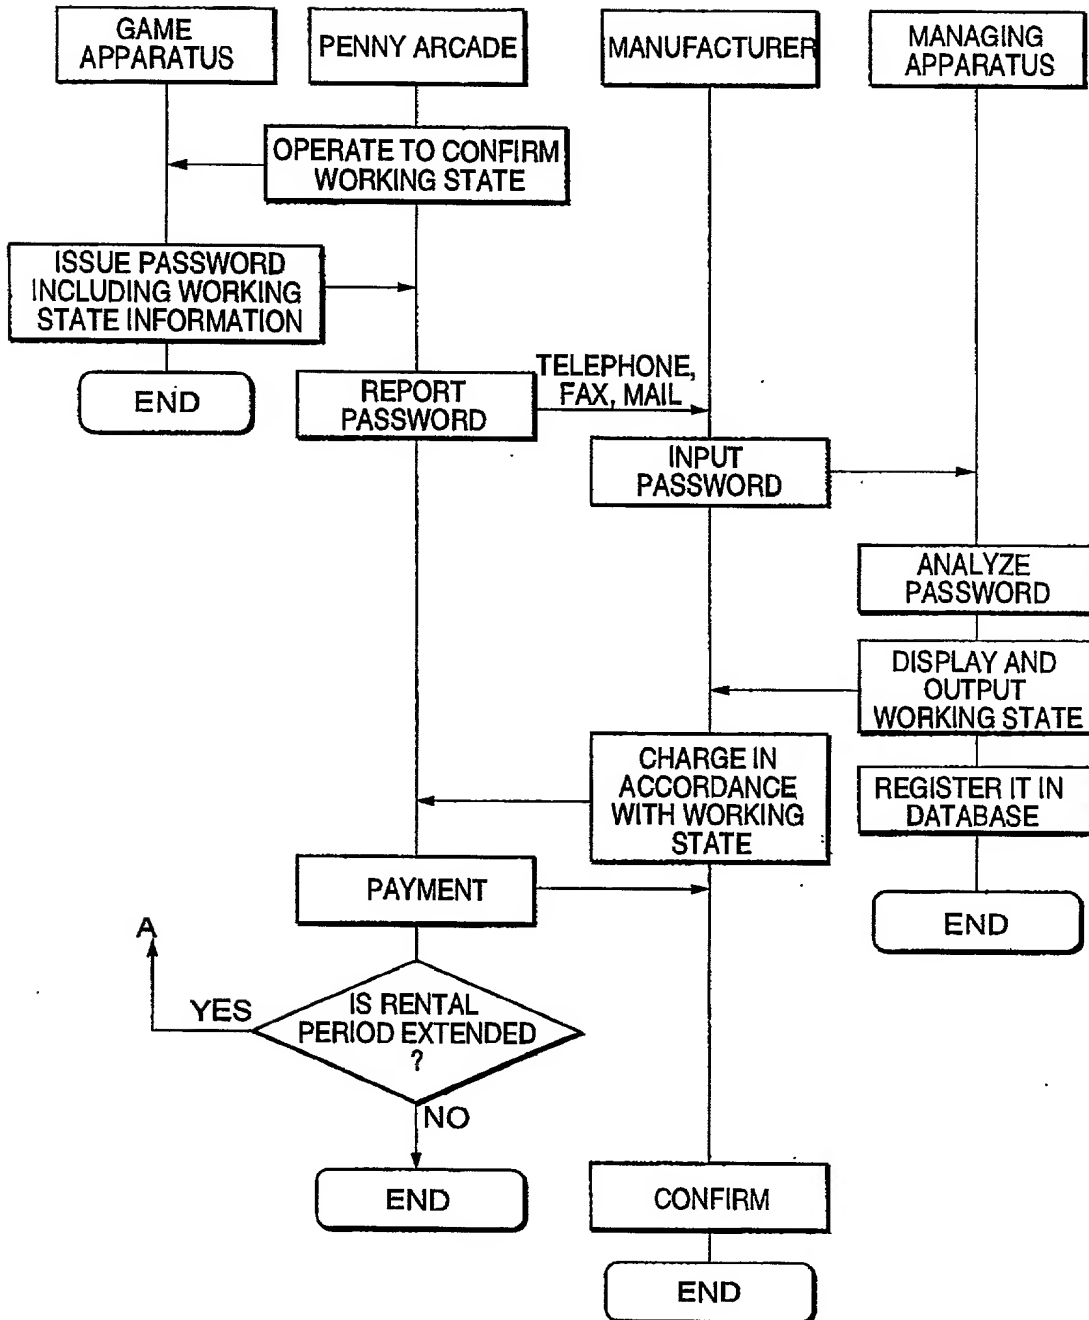 GAME
APPARATUS
PENNY ARCADE
MANUFACTURER
MANAGING
APPARATUS
OPERATE TO CONFIRM
WORKING STATE
ISSUE PASSWORD
INCLUDING WORKING
STATE INFORMATION
END
REPORT
PASSWORD
TELEPHONE,
FAX, MAIL
INPUT
PASSWORD
ANALYZE
PASSWORD
DISPLAY AND
OUTPUT
WORKING STATE
CHARGE IN
ACCORDANCE
WITH WORKING
STATE
REGISTER IT IN
DATABASE
PAYMENT
END
A
YES
IS RENTAL
PERIOD EXTENDED
?
NO
END
CONFIRM
END